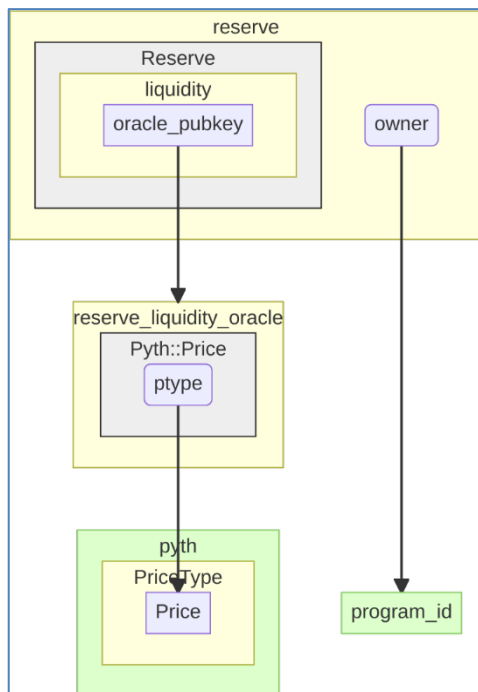 reserve
Reserve
liquidity
oracle_pubkey
owner
reserve_liquidity_oracle
Pyth::Price
ptype
pyth
PriceType
Price
program_id